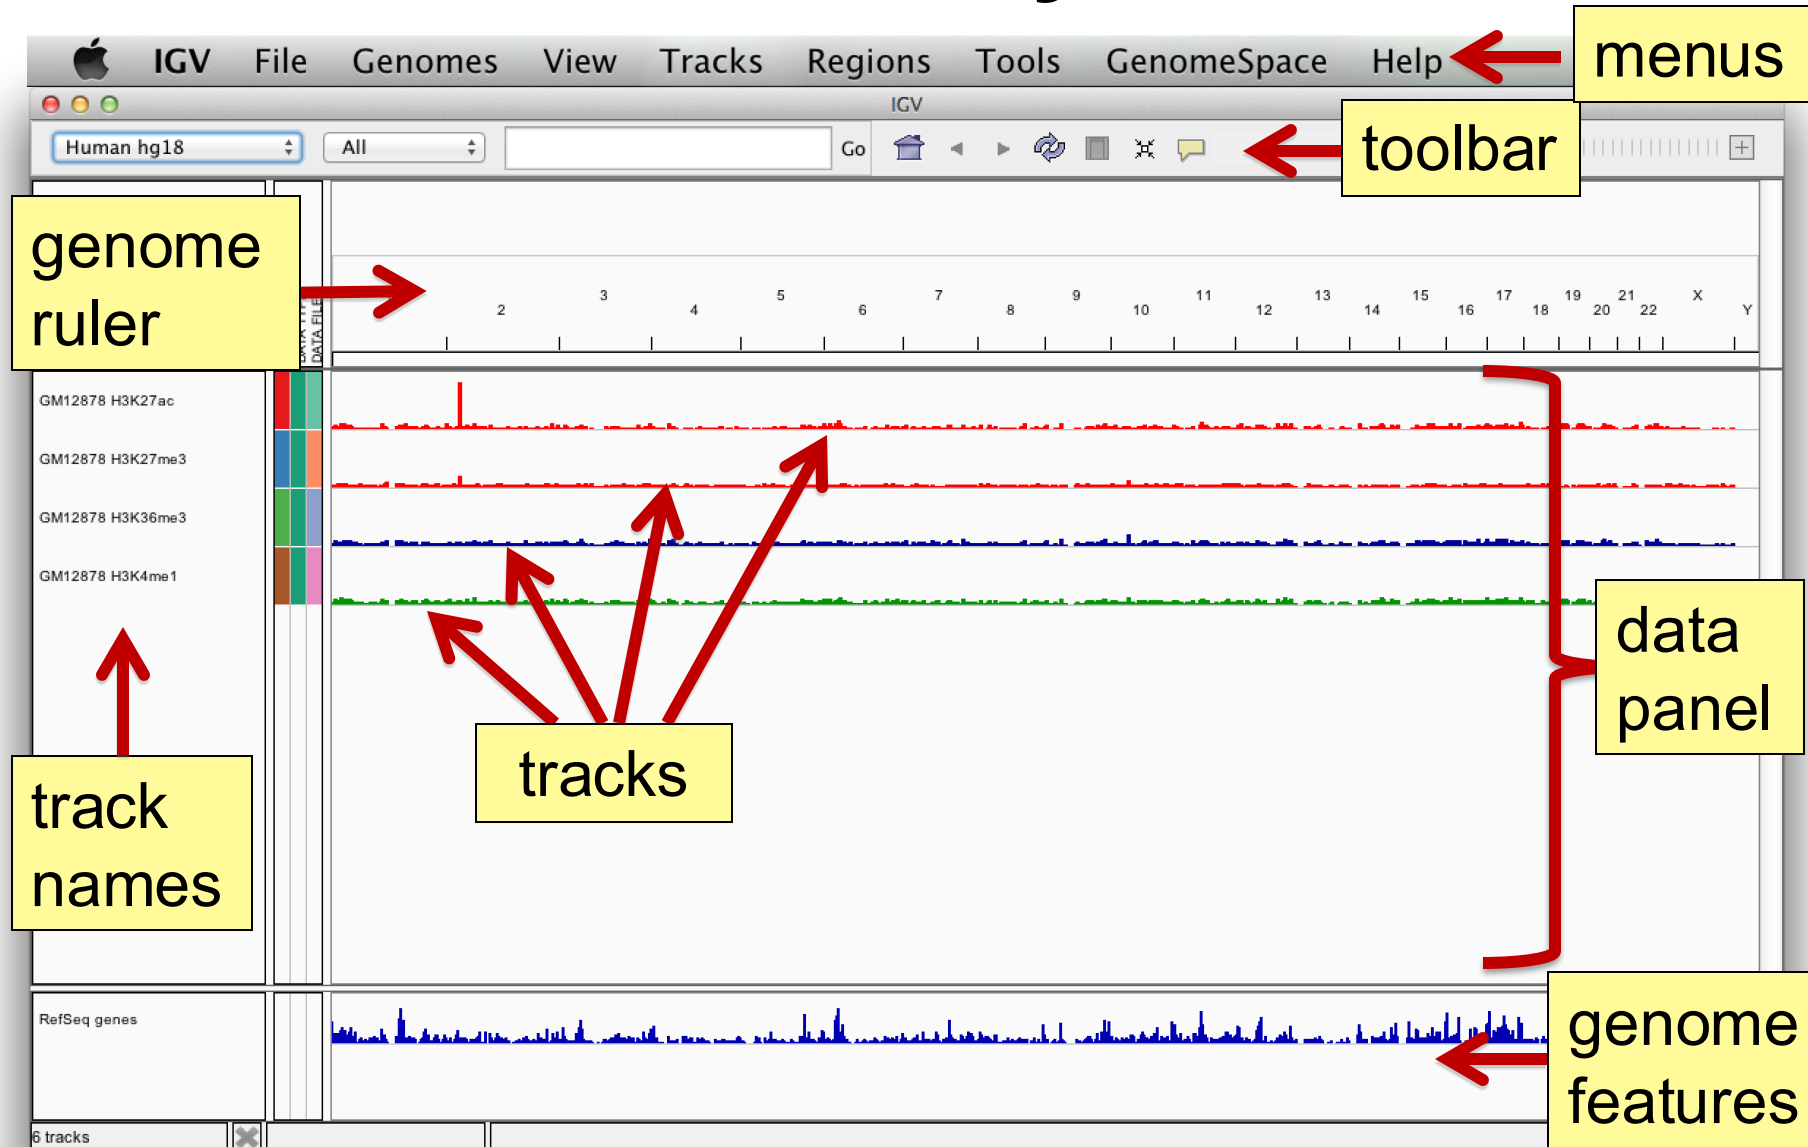 IGV File Genomes View Tracks Regions Tools GenomeSpace Help
menus
IGV
Human hg18 All Go
toolbar
genome
ruler
DATA FILE
3 5 7 9 11 13 15 17 19 21 X
2 4 6 8 10 12 14 16 18 20 22 Y
GM12878 H3K27ac
GM12878 H3K27me3
GM12878 H3K36me3
GM12878 H3K4me1
data
panel
tracks
track
names
RefSeq genes
genome
features
6 tracks